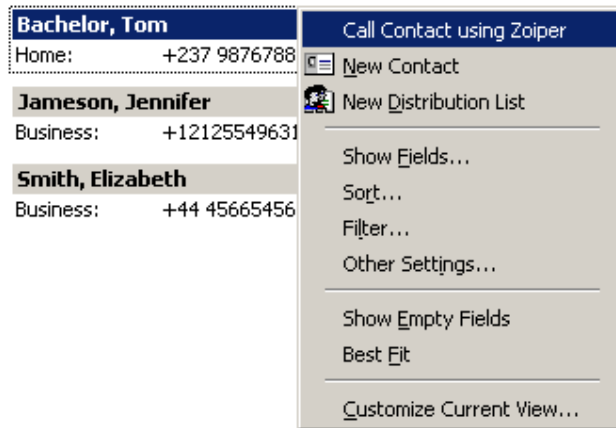 Bachelor, Tom
Home: +237 9876788
Jameson, Jennifer
Business: +12125549631
Smith, Elizabeth
Business: +44 45665456
Call Contact using Zoiper
New Contact
New Distribution List
Show Fields...
Sort...
Filter...
Other Settings...
Show Empty Fields
Best Fit
Customize Current View...